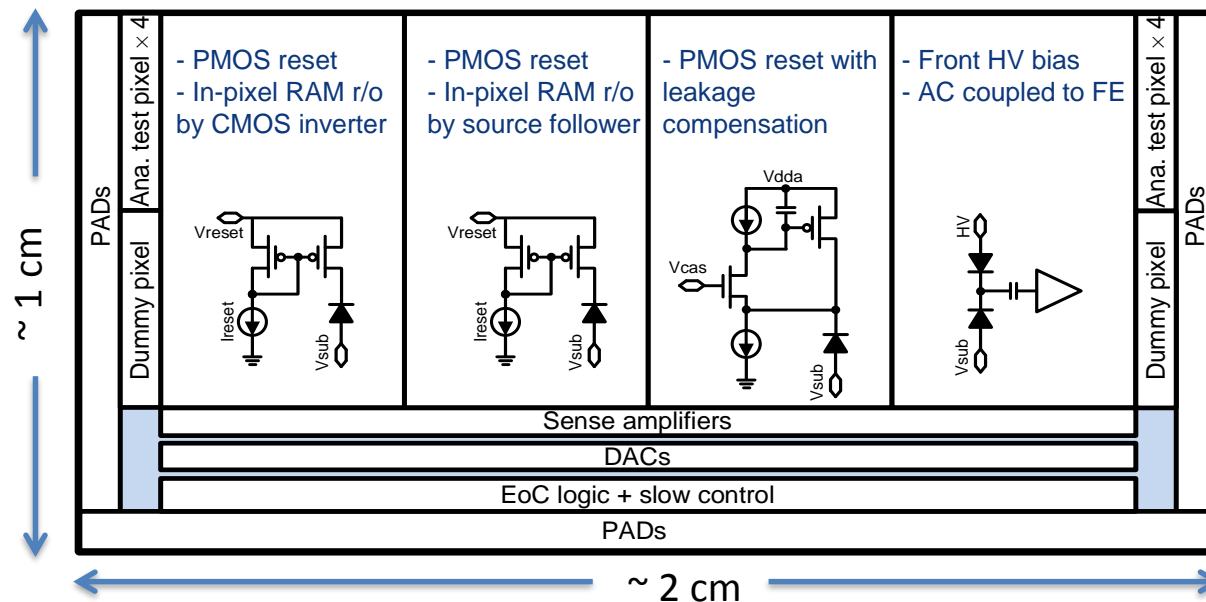 PADs
Ana. test pixel × 4
Dummy pixel
- PMOS reset
- In-pixel RAM r/o
by CMOS inverter
Vreset
Ireset
Vsub
- PMOS reset
- In-pixel RAM r/o
by source follower
Vreset
Ireset
Vsub
- PMOS reset with
leakage
compensation
Vdda
Vcas
Vsub
- Front HV bias
- AC coupled to FE
HV
Vsub
Ana. test pixel × 4
Dummy pixel
PADs
Sense amplifiers
DACs
EoC logic + slow control
PADs
~ 1 cm
~ 2 cm